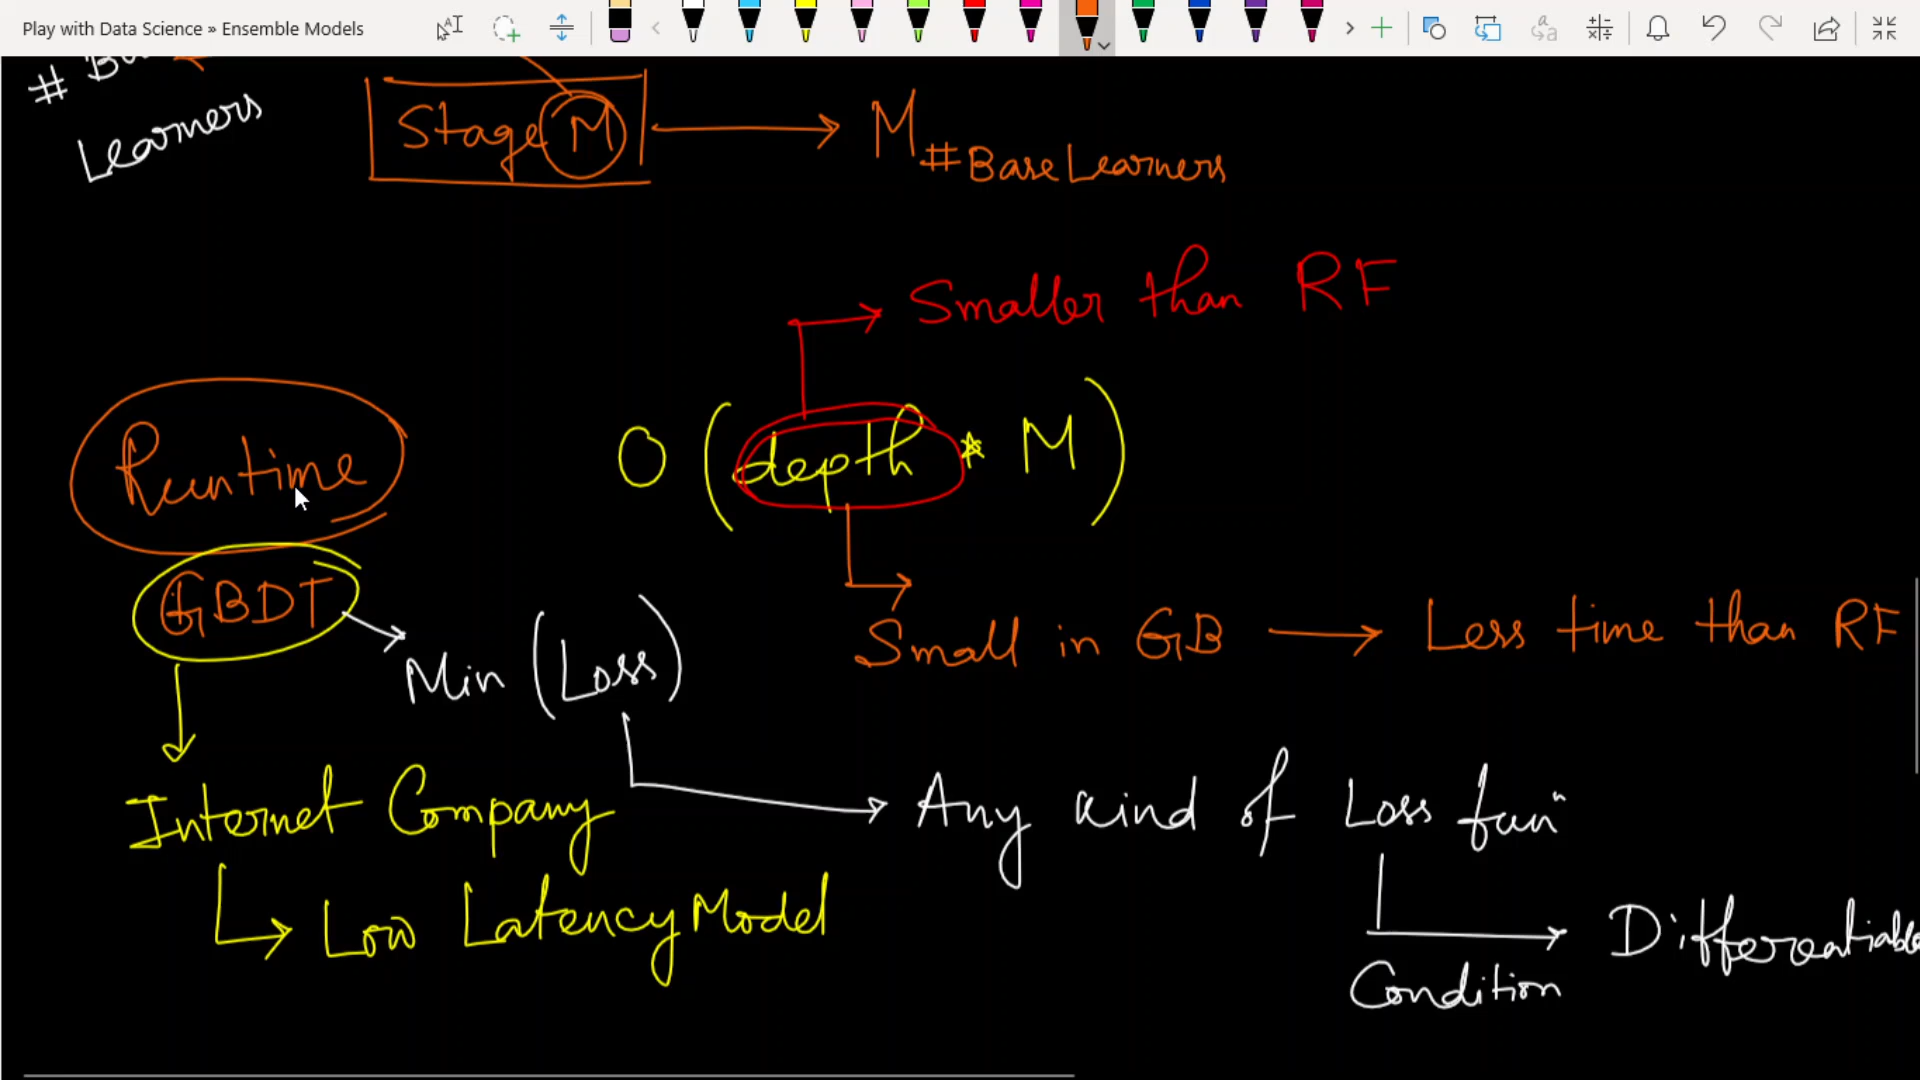 Play with Data Science » Ensemble Models
#
Learners
Stage M
M #Base Learners
Smaller than RF
Runtime
O (depth * M)
GBDT
Min (Loss)
Small in GB
Less time than RF
Internet Company
Any kind of Loss funⁿ
Low Latency Model
Differentiable
Condition